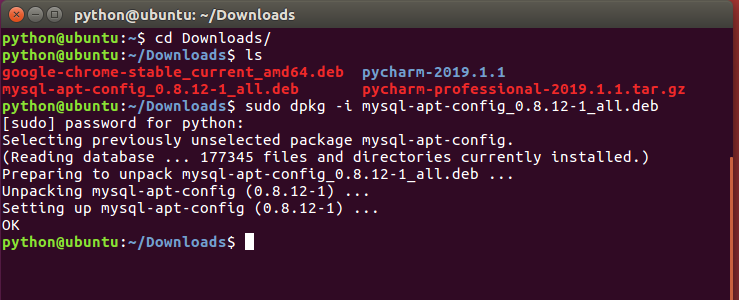 python@ubuntu: ~/Downloads
python@ubuntu:~$ cd Downloads/
python@ubuntu:~/Downloads$ ls
google-chrome-stable_current_amd64.deb  pycharm-2019.1.1
mysql-apt-config_0.8.12-1_all.deb       pycharm-professional-2019.1.1.tar.gz
python@ubuntu:~/Downloads$ sudo dpkg -i mysql-apt-config_0.8.12-1_all.deb
[sudo] password for python:
Selecting previously unselected package mysql-apt-config.
(Reading database ... 177345 files and directories currently installed.)
Preparing to unpack mysql-apt-config_0.8.12-1_all.deb ...
Unpacking mysql-apt-config (0.8.12-1) ...
Setting up mysql-apt-config (0.8.12-1) ...
OK
python@ubuntu:~/Downloads$